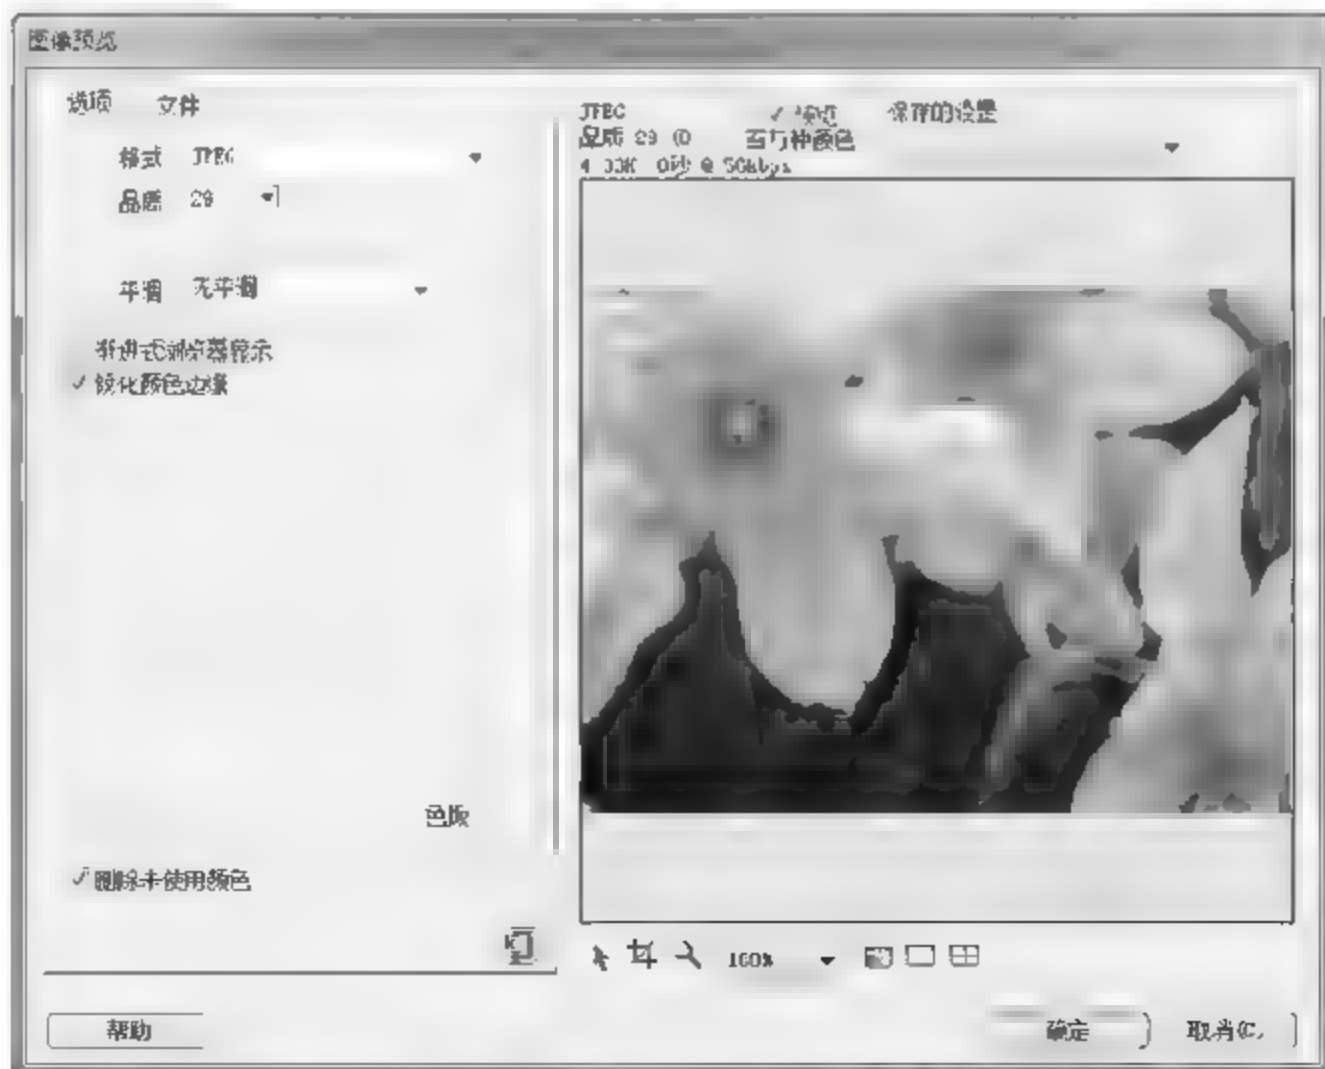 图像预览
选项 文件
格式 JPEG
品质 29
平滑 无平滑
渐进式浏览器显示
锐化颜色边缘
色版
删除未使用颜色
帮助
JPEG 预览 保存的设置
品质 29 百万种颜色
0秒 @ 56kbps
100%
确定 取消